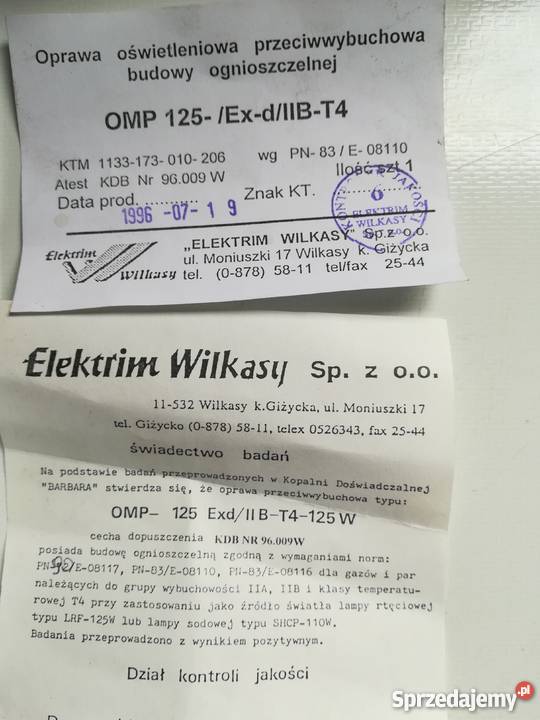 Oprawa oświetleniowa przeciwwybuchowa
budowy ognioszczelnej
OMP 125- /Ex-d/IIB-T4
KTM 1133-173-010-206 wg PN-83/E-08110
Atest KDB Nr 96.009 W Ilość szt 1
Data prod. .......... Znak KT.
1996 -07- 1 9
6
ELEKTRIM
WILKASY
„ELEKTRIM WILKASY" Sp.z o.o.
ul. Moniuszki 17 Wilkasy k. Giżycka
Elektrim
Wilkasy tel. (0-878) 58-11 tel/fax 25-44
Elektrim Wilkasy Sp. z o.o.
11-532 Wilkasy k.Giżycka, ul. Moniuszki 17
tel. Giżycko (0-878) 58-11, telex 0526343, fax 25-44
świadectwo badań
Na podstawie badań przeprowadzonych w Kopalni Doświadczalnej
"BARBARA" stwierdza się, że oprawa przeciwwybuchowa typu:
OMP- 125 Exd/IIB-T4-125W
cecha dopuszczenia KDB NR 96.009W
posiada budowę ognioszczelną zgodną z wymaganiami norm:
/E-08117, PN-83/E-08110, PN-83/E-08116 dla gazów i par
należących do grupy wybuchowości IIA, IIB i klasy temperatu-
rowej T4 przy zastosowaniu jako źródło światła lampy rtęciowej
typu LRF-125W lub lampy sodowej typu SHCP-110W.
Badania przeprowadzono z wynikiem pozytywnym.
Dział kontroli jakości
Sprzedajemy.pl